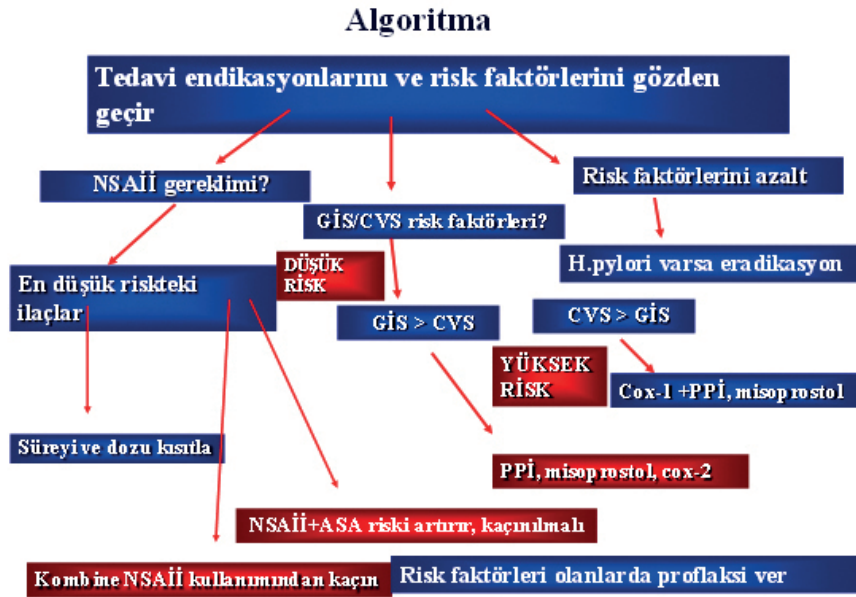 Algoritma
Tedavi endikasyonlarını ve risk faktörlerini gözden
geçir
NSAİİ gereklimi?
Risk faktörlerini azalt
GİS/CVS risk faktörleri?
H.pylori varsa eradikasyon
En düşük riskteki
ilaçlar
DÜŞÜK
RİSK
GİS > CVS
CVS > GİS
YÜKSEK
RİSK
Cox-1 +PPİ, misoprostol
Süreyi ve dozu kısıtla
PPİ, misoprostol, cox-2
NSAİİ+ASA riski artırır, kaçınılmalı
Kombine NSAİİ kullanımından kaçın
Risk faktörleri olanlarda proflaksi ver